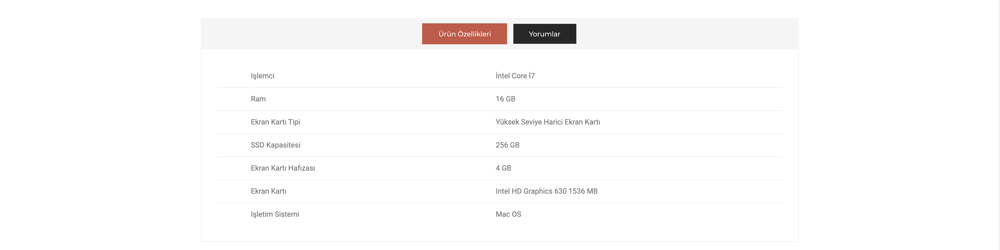 Ürün Özellikleri Yorumlar
Işlemci İntel Core İ7
Ram 16 GB
Ekran Kartı Tipi Yüksek Seviye Harici Ekran Kartı
SSD Kapasitesi 256 GB
Ekran Kartı Hafızası 4 GB
Ekran Kartı Intel HD Graphics 630 1536 MB
Işletim Sistemi Mac OS